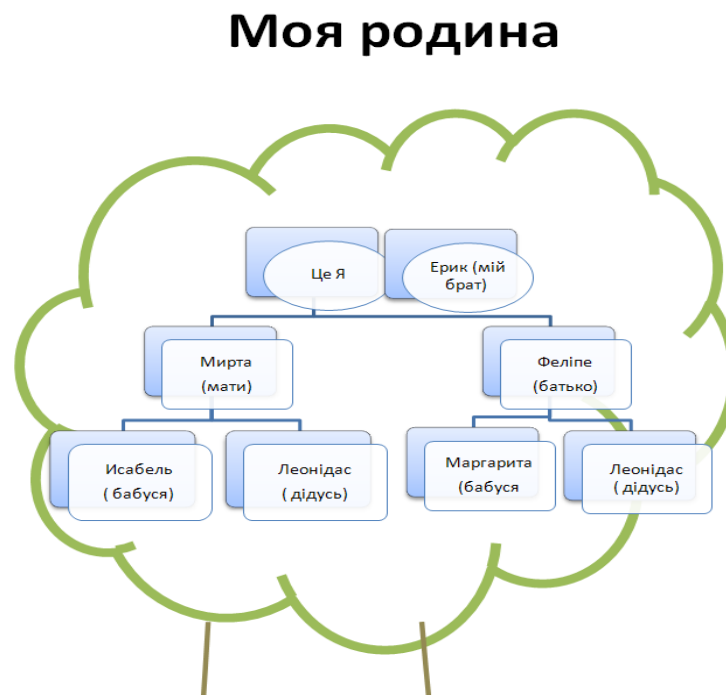 Моя родина
Це Я
Ерик (мій
брат)
Мирта
(мати)
Феліпе
(батько)
Исабель
( бабуся)
Леонідас
( дідусь)
Маргарита
(бабуся
Леонідас
( дідусь)